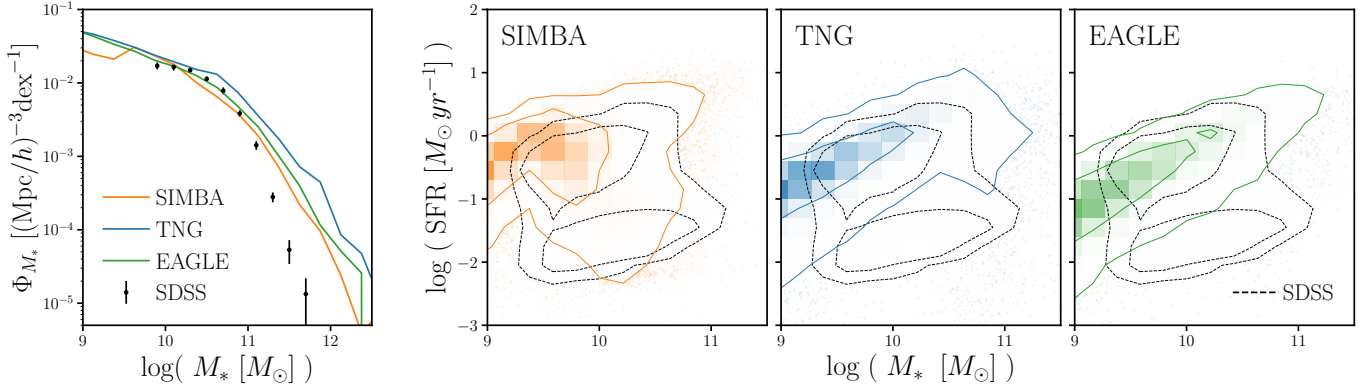 10⁻¹
10⁻²
10⁻³
10⁻⁴
10⁻⁵
Φ_{M_*} [(Mpc/h)⁻³dex⁻¹]
SIMBA
TNG
EAGLE
SDSS
9 10 11 12
log( M_* [M_⊙] )
2
1
0
−1
−2
−3
log ( SFR [M_⊙ yr⁻¹] )
SIMBA
TNG
EAGLE
SDSS
9 10 11 9 10 11 9 10 11
log ( M_* [M_⊙] )